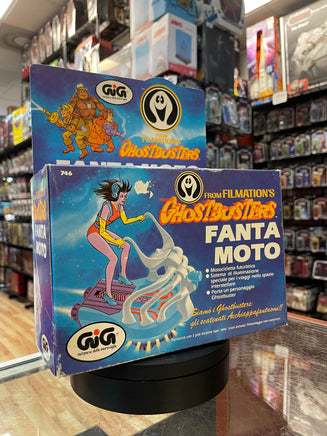 GiG
FROM
FILMATION'S
GHOSTBUSTERS
FANTA MOTO
746
FROM FILMATION'S
GHOSTBUSTERS
FANTA
MOTO
• Motocicletta futuristica
• Sistema di illuminazione
speciale per i viaggi nello spazio
interstellare
• Porta un personaggio
Ghostbuster
Siamo i Ghostbusters:
gli scatenati Acchiappafantasmi!!
GiG